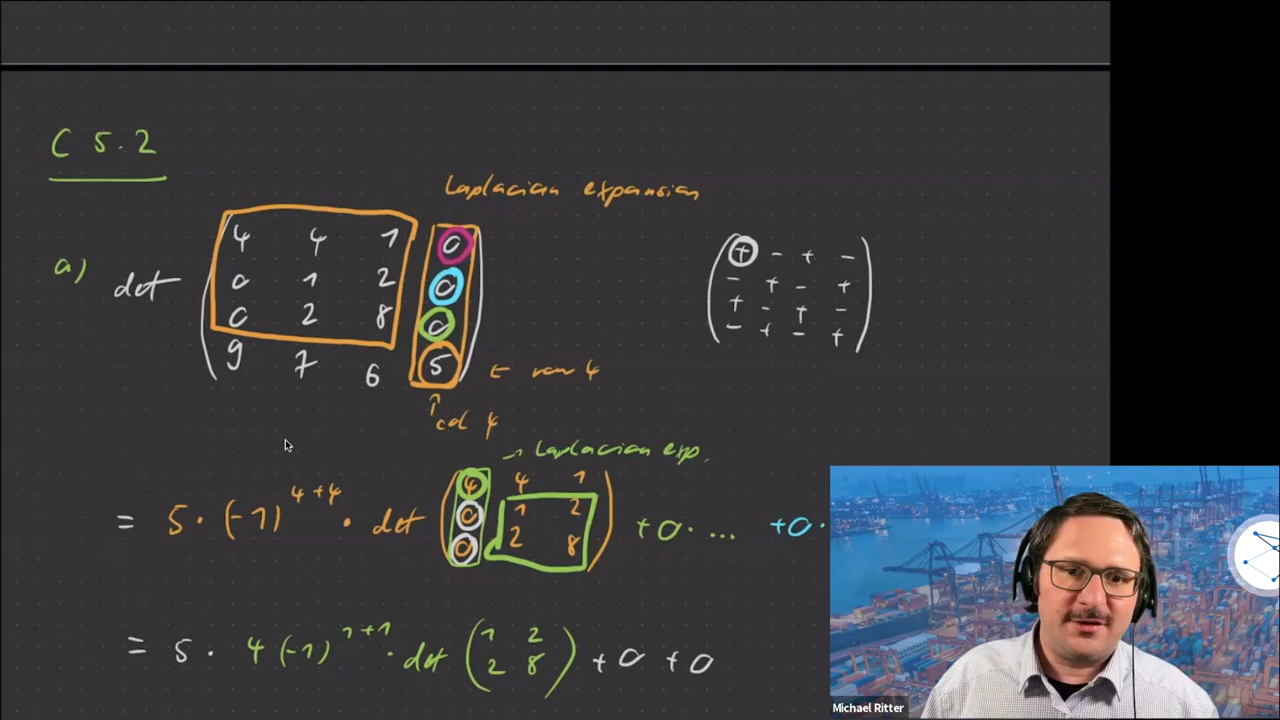 C 5.2
Laplacian expansion
a) det ( 4 4 1 0
0 1 2 0
0 2 8 0
9 7 6 5 ) ← row 4
↑ col 4
( + - + -
- + - +
+ - + -
- + - + )
→ Laplacian exp.
= 5 · (-1)^{4+4} · det ( 4 4 1
0 1 2
0 2 8 ) + 0 · ... + 0 ·
= 5 · 4 (-1)^{1+1} · det ( 1 2
2 8 ) + 0 + 0
Michael Ritter